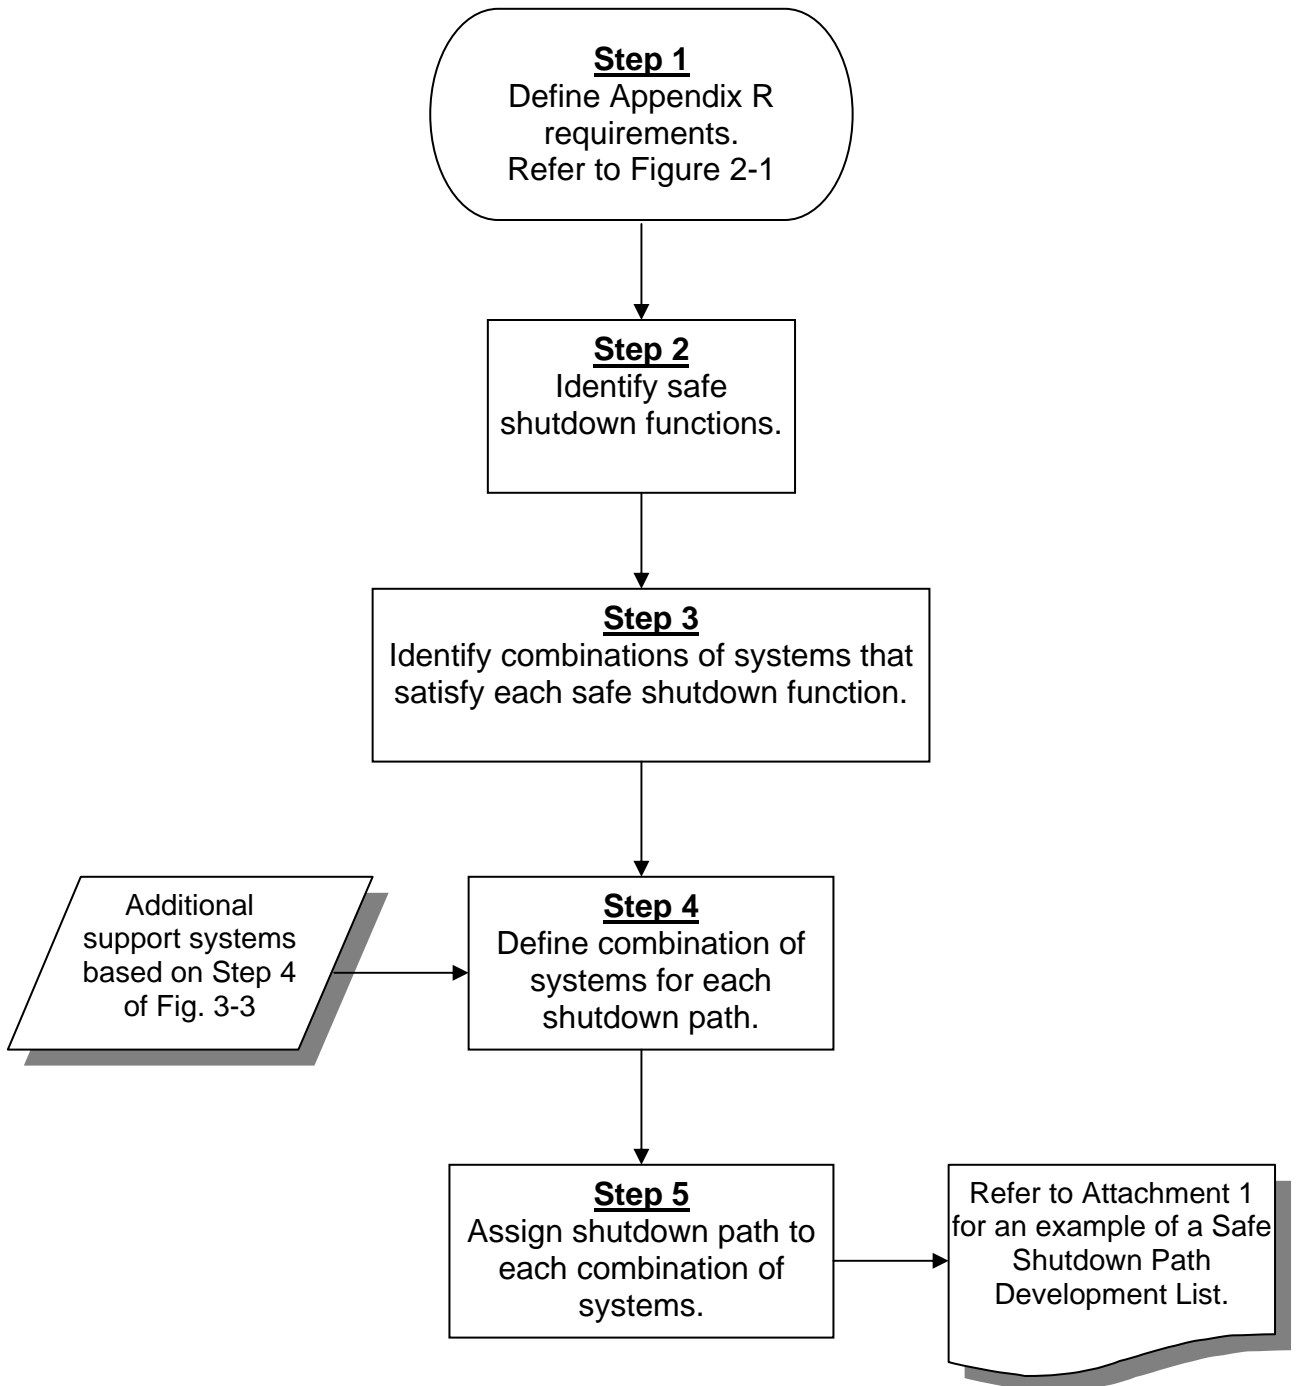 Step 1
Define Appendix R
requirements.
Refer to Figure 2-1
Step 2
Identify safe
shutdown functions.
Step 3
Identify combinations of systems that
satisfy each safe shutdown function.
Additional
support systems
based on Step 4
of Fig. 3-3
Step 4
Define combination of
systems for each
shutdown path.
Step 5
Assign shutdown path to
each combination of
systems.
Refer to Attachment 1
for an example of a Safe
Shutdown Path
Development List.